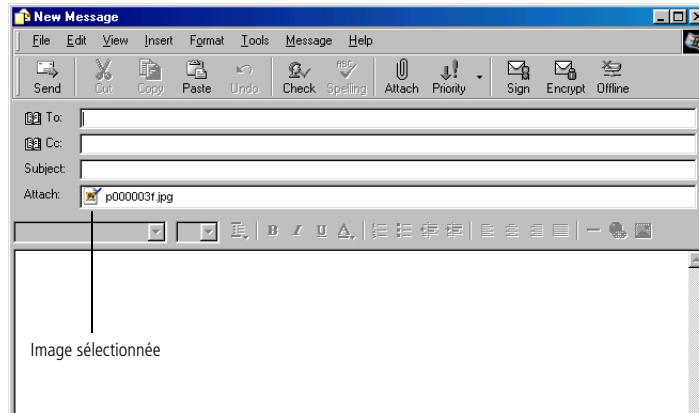 New Message
File Edit View Insert Format Tools Message Help
Send Cut Copy Paste Undo Check Spelling Attach Priority Sign Encrypt Offline
To:
Cc:
Subject:
Attach: p000003f.jpg
B I U A
Image sélectionnée